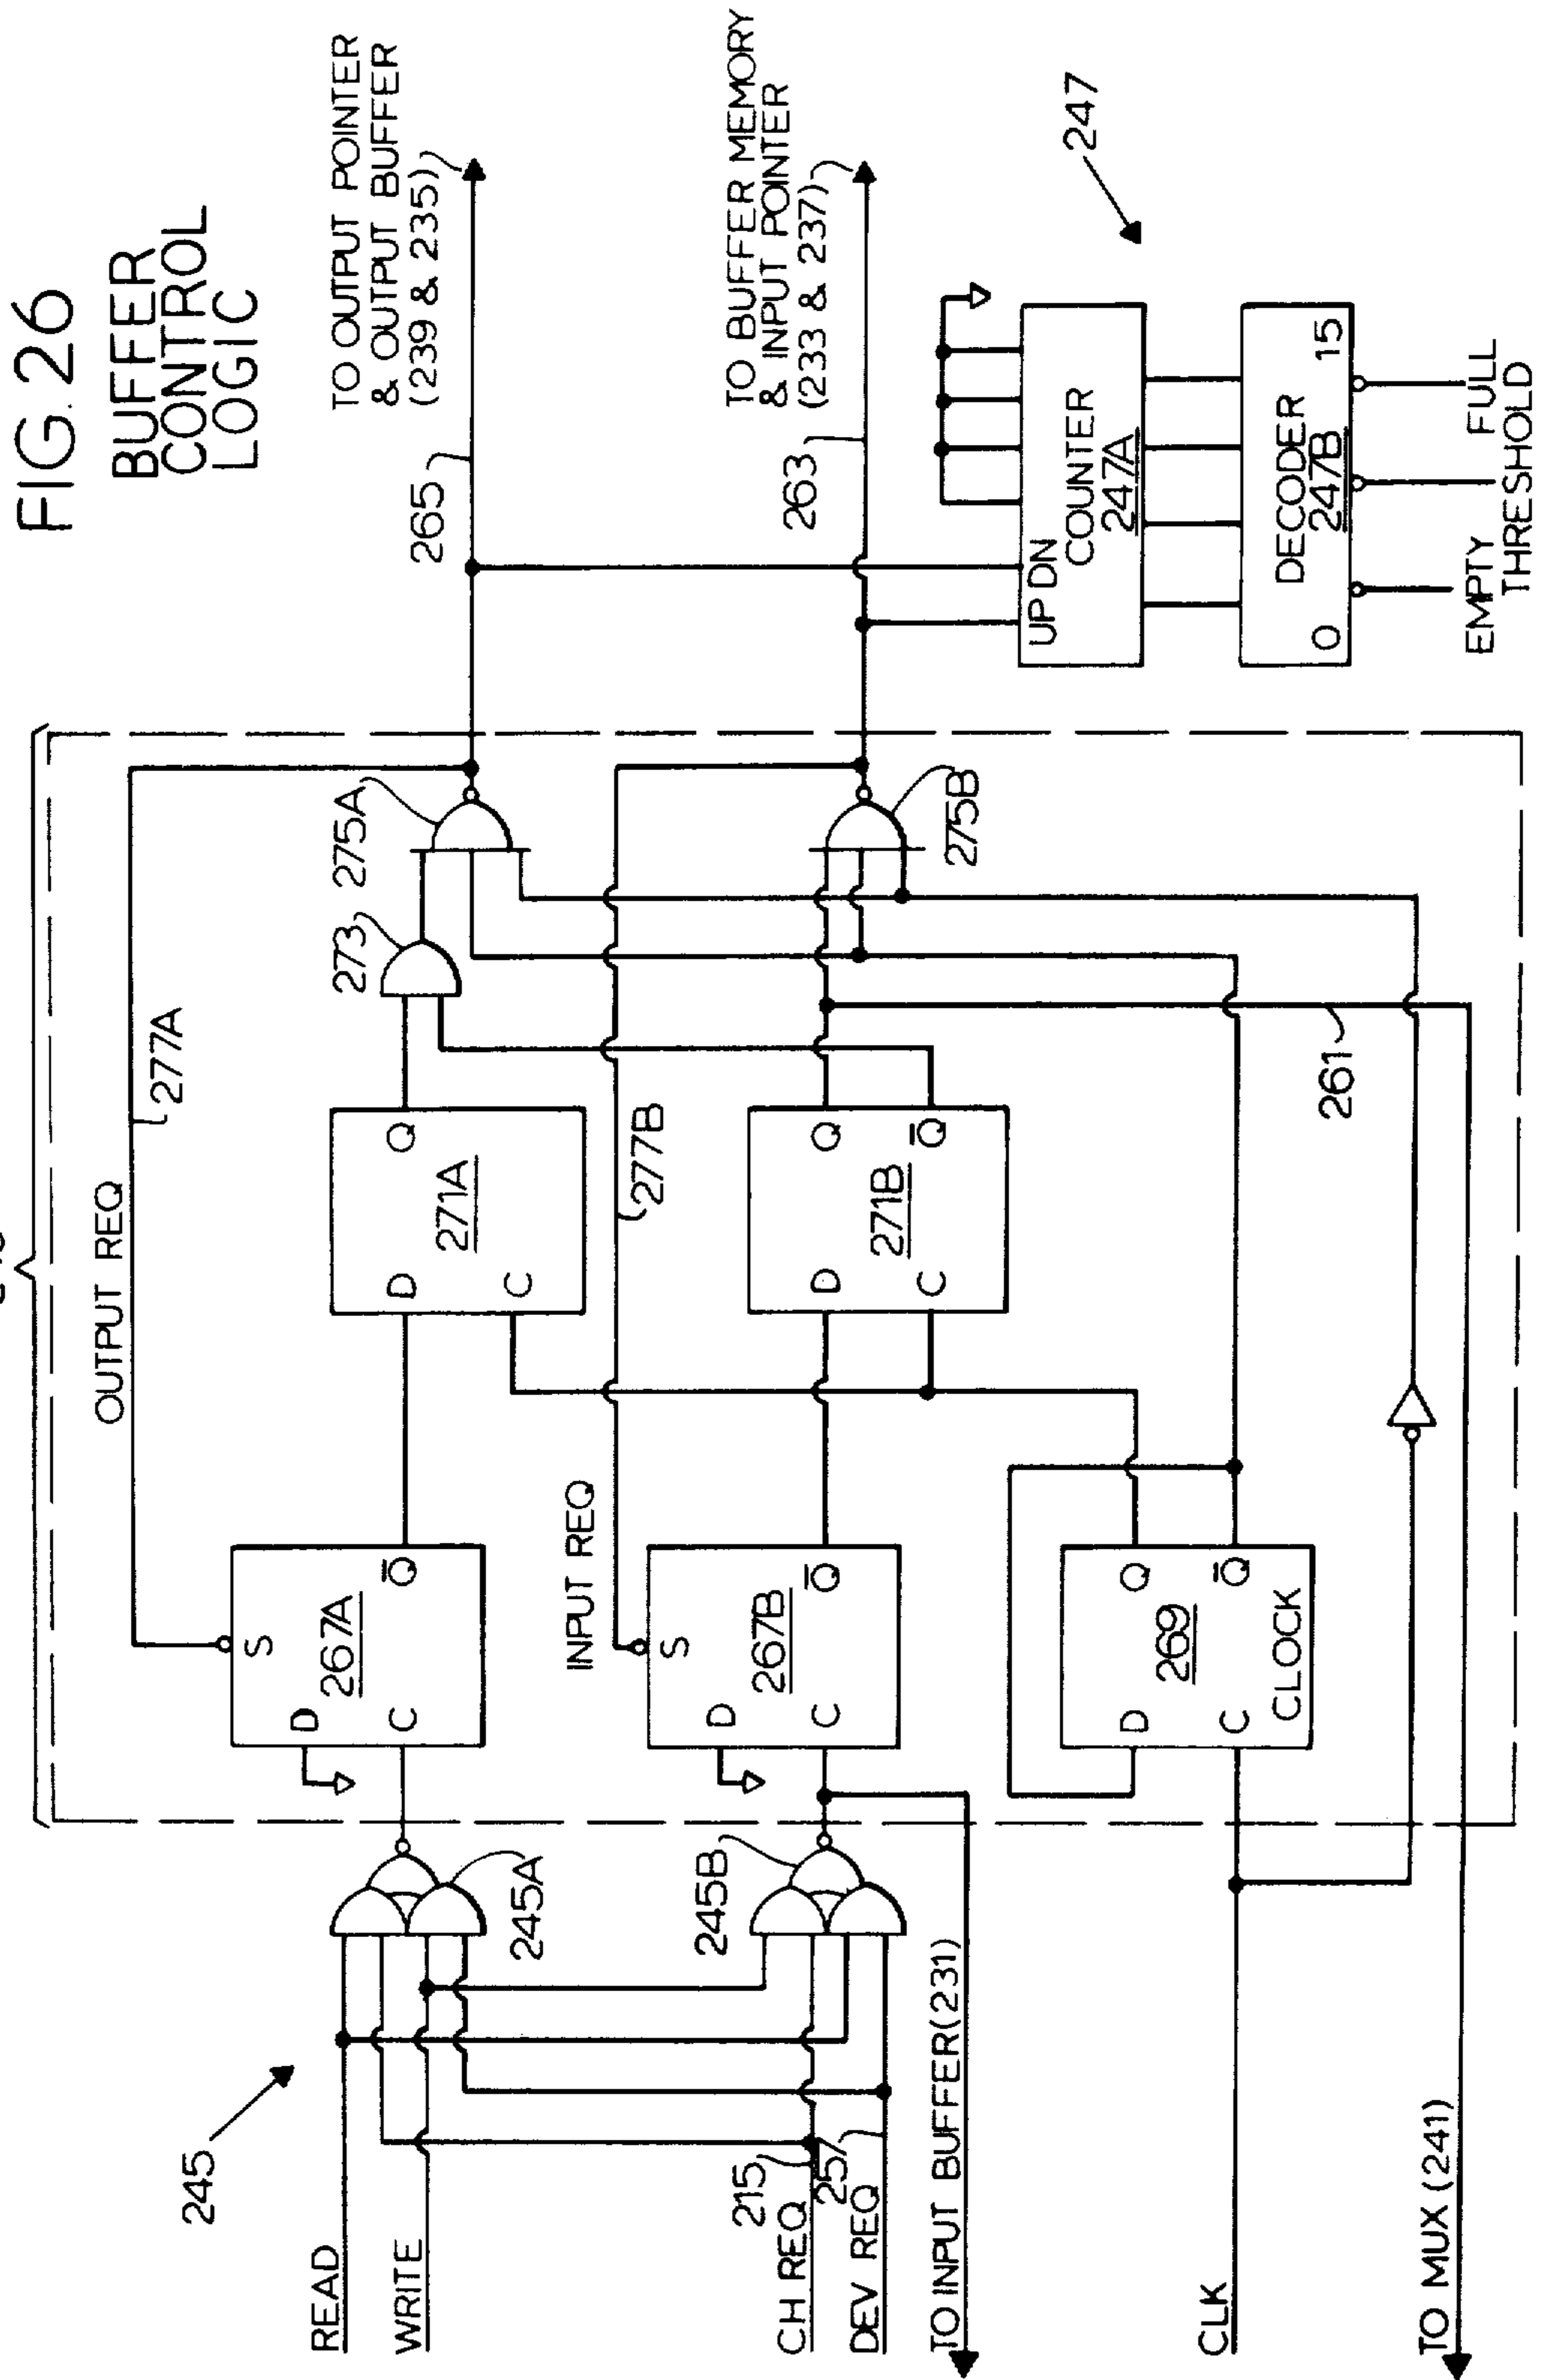 FIG. 26
BUFFER
CONTROL
LOGIC
OUTPUT REQ
277A
265
TO OUTPUT POINTER
& OUTPUT BUFFER
(239 & 235)
267A
S
D
C
Q̅
271A
D
C
Q
273
275A
INPUT REQ
277B
263
TO BUFFER MEMORY
& INPUT POINTER
(233 & 237)
267B
S
D
C
Q̅
271B
D
C
Q
Q̅
275B
245
READ
WRITE
245A
245B
215
CH REQ
257
DEV REQ
TO INPUT BUFFER (231)
269
D
C
Q
Q̅
CLOCK
261
CLK
TO MUX (241)
247
UP DN
COUNTER
247A
DECODER
247B
0
15
EMPTY
FULL
THRESHOLD